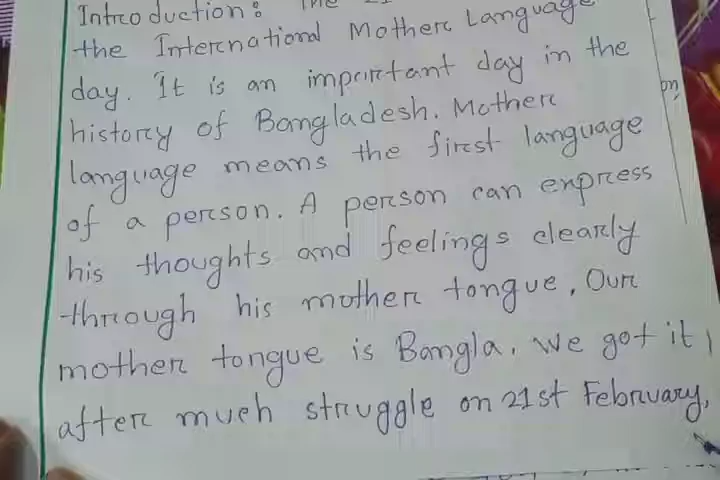 Introduction: The 21
the International Mother Language
day. It is an important day in the
history of Bangladesh. Mother
language means the first language
of a person. A person can express
his thoughts and feelings clearly
through his mother tongue. Our
mother tongue is Bangla. We got it
after much struggle on 21st February,